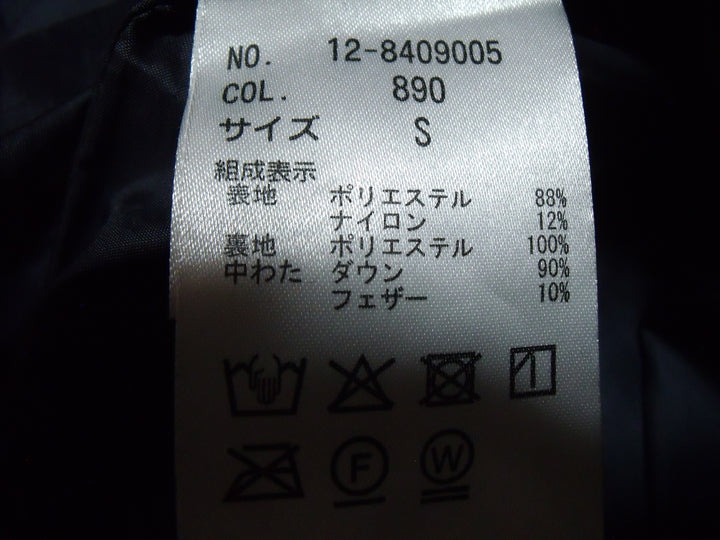 NO. 12-8409005
COL. 890
サイズ S
組成表示
表地 ポリエステル 88%
ナイロン 12%
裏地 ポリエステル 100%
中わた ダウン 90%
フェザー 10%
F W